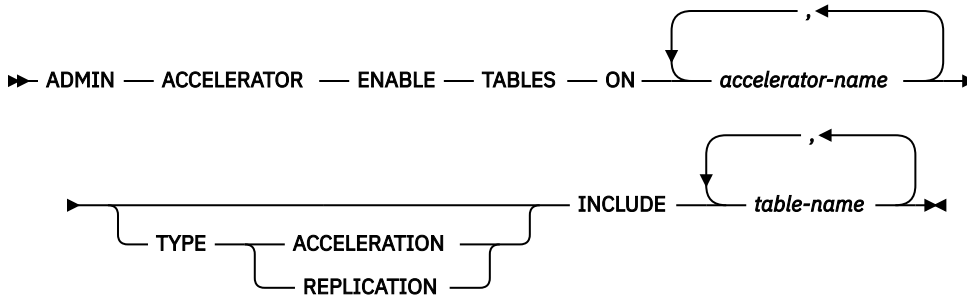 ,
ADMIN ACCELERATOR ENABLE TABLES ON accelerator-name
,
INCLUDE table-name
TYPE ACCELERATION
REPLICATION